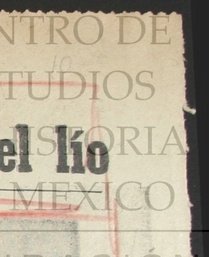 NTRO DE
TUDIOS
HISTORIA
el lío
MEXICO